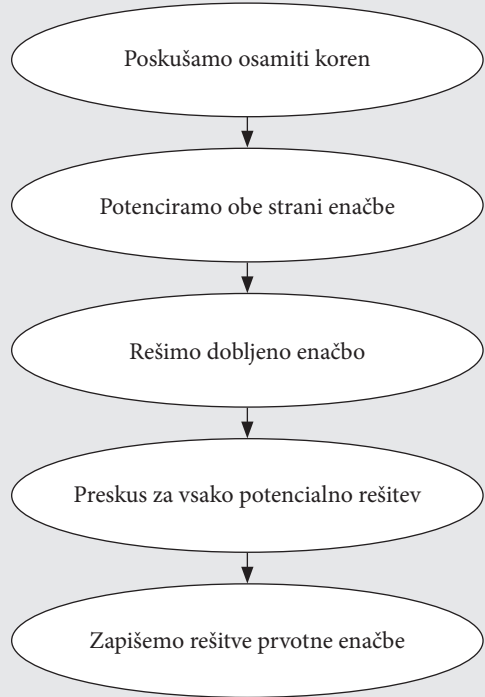 Poskušamo osamiti koren
Potenciramo obe strani enačbe
Rešimo dobljeno enačbo
Preskus za vsako potencialno rešitev
Zapišemo rešitve prvotne enačbe